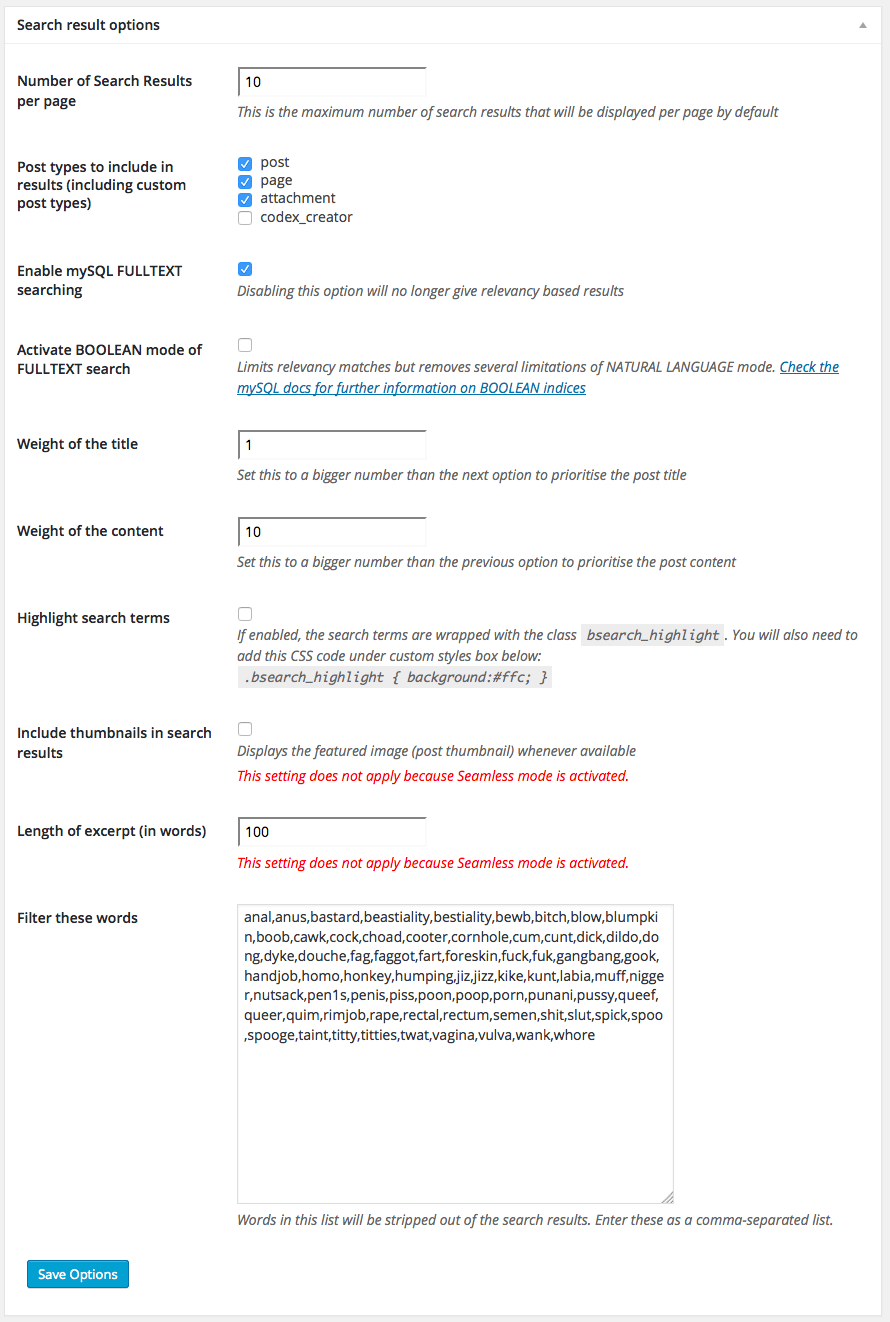 Search result options
Number of Search Results
per page
10
This is the maximum number of search results that will be displayed per page by default
Post types to include in
results (including custom
post types)
post
page
attachment
codex_creator
Enable mySQL FULLTEXT
searching
Disabling this option will no longer give relevancy based results
Activate BOOLEAN mode of
FULLTEXT search
Limits relevancy matches but removes several limitations of NATURAL LANGUAGE mode. Check the
mySQL docs for further information on BOOLEAN indices
Weight of the title
1
Set this to a bigger number than the next option to prioritise the post title
Weight of the content
10
Set this to a bigger number than the previous option to prioritise the post content
Highlight search terms
If enabled, the search terms are wrapped with the class bsearch_highlight . You will also need to
add this CSS code under custom styles box below:
.bsearch_highlight { background:#ffc; }
Include thumbnails in search
results
Displays the featured image (post thumbnail) whenever available
This setting does not apply because Seamless mode is activated.
Length of excerpt (in words)
100
This setting does not apply because Seamless mode is activated.
Filter these words
anal,anus,bastard,beastiality,bestiality,bewb,bitch,blow,blumpki
n,boob,cawk,cock,choad,cooter,cornhole,cum,cunt,dick,dildo,do
ng,dyke,douche,fag,faggot,fart,foreskin,fuck,fuk,gangbang,gook,
handjob,homo,honkey,humping,jiz,jizz,kike,kunt,labia,muff,nigge
r,nutsack,pen1s,penis,piss,poon,poop,porn,punani,pussy,queef,
queer,quim,rimjob,rape,rectal,rectum,semen,shit,slut,spick,spoo
,spooge,taint,titty,titties,twat,vagina,vulva,wank,whore
Words in this list will be stripped out of the search results. Enter these as a comma-separated list.
Save Options